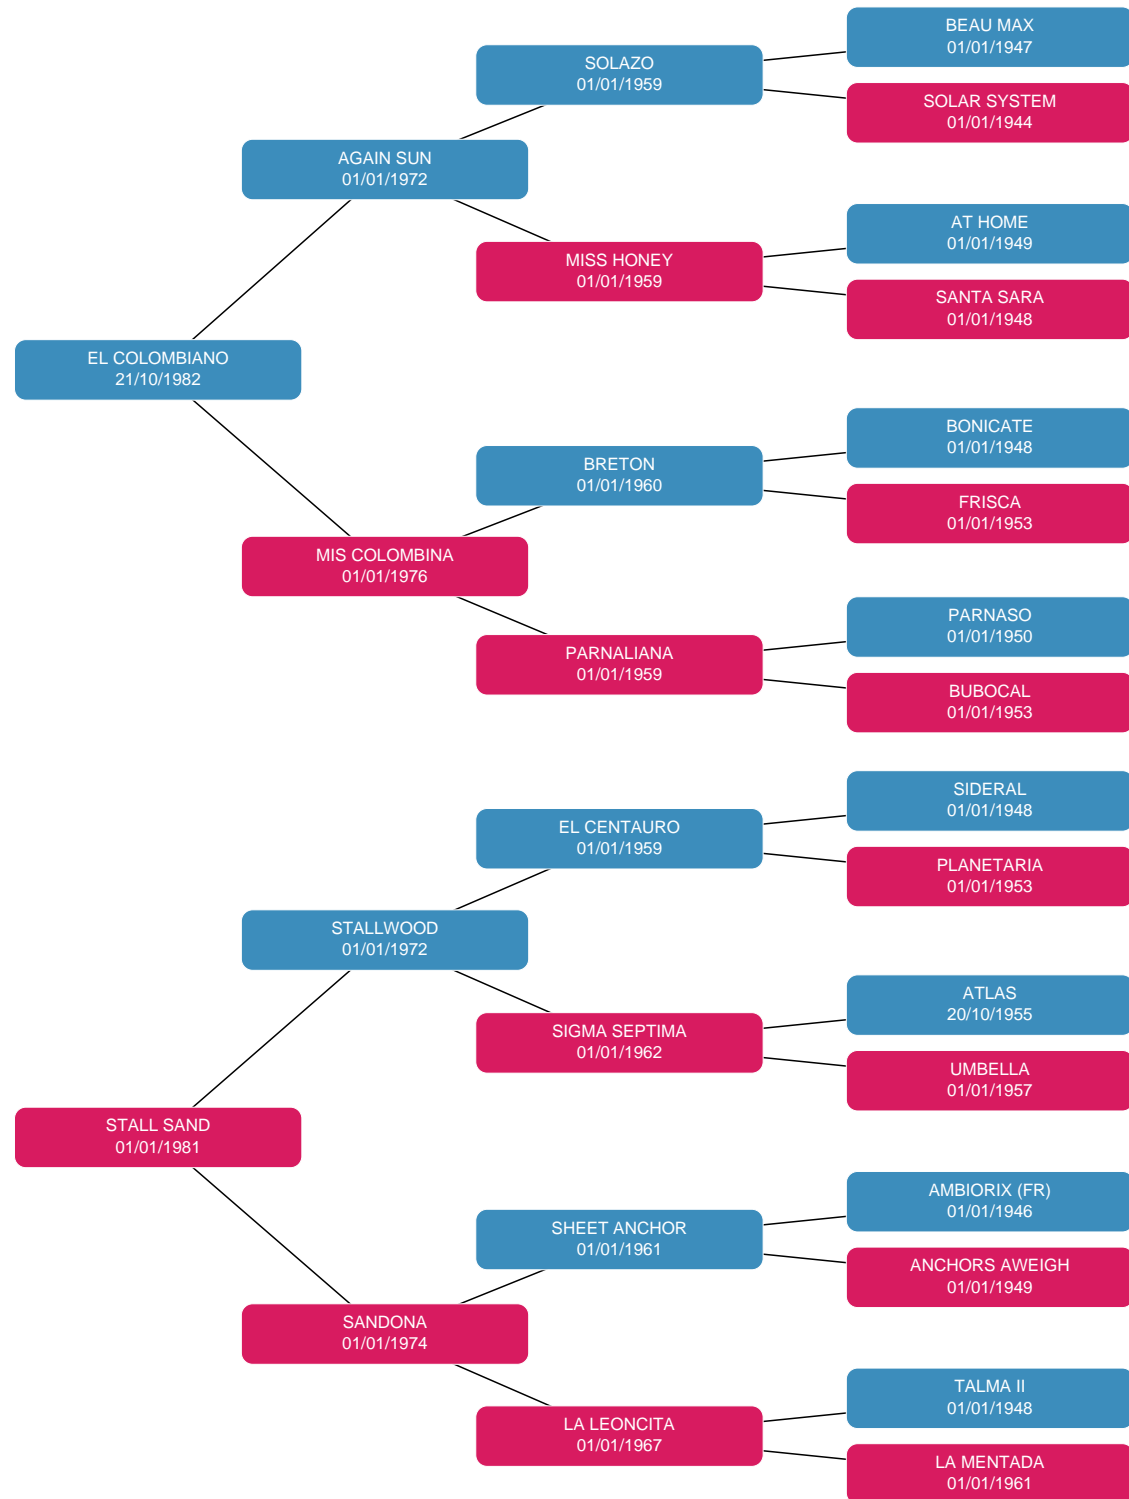 BEAU MAX
01/01/1947
SOLAZO
01/01/1959
SOLAR SYSTEM
01/01/1944
AGAIN SUN
01/01/1972
AT HOME
01/01/1949
MISS HONEY
01/01/1959
SANTA SARA
01/01/1948
EL COLOMBIANO
21/10/1982
BONICATE
01/01/1948
BRETON
01/01/1960
FRISCA
01/01/1953
MIS COLOMBINA
01/01/1976
PARNASO
01/01/1950
PARNALIANA
01/01/1959
BUBOCAL
01/01/1953
SIDERAL
01/01/1948
EL CENTAURO
01/01/1959
PLANETARIA
01/01/1953
STALLWOOD
01/01/1972
ATLAS
20/10/1955
SIGMA SEPTIMA
01/01/1962
UMBELLA
01/01/1957
STALL SAND
01/01/1981
AMBIORIX (FR)
01/01/1946
SHEET ANCHOR
01/01/1961
ANCHORS AWEIGH
01/01/1949
SANDONA
01/01/1974
TALMA II
01/01/1948
LA LEONCITA
01/01/1967
LA MENTADA
01/01/1961